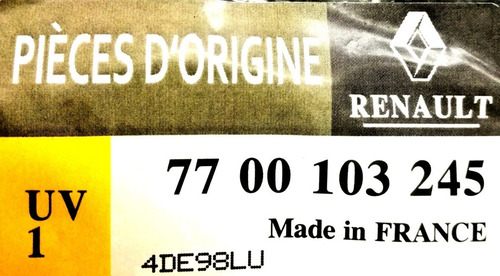 PIÈCES D'ORIGINE
RENAULT
77 00 103 245
UV
1
Made in FRANCE
4DE98LU